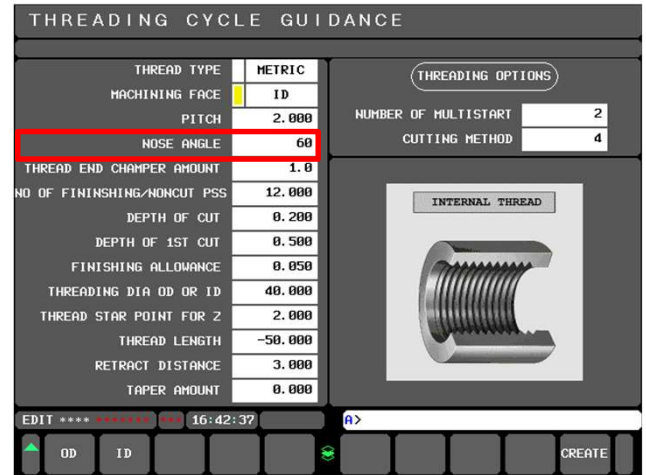 THREADING CYCLE GUIDANCE
THREAD TYPE METRIC
MACHINING FACE ID
PITCH 2.000
NOSE ANGLE 60
THREAD END CHAMPER AMOUNT 1.0
NO OF FININSHING/NONCUT PSS 12.000
DEPTH OF CUT 0.200
DEPTH OF 1ST CUT 0.500
FINISHING ALLOWANCE 0.050
THREADING DIA OD OR ID 40.000
THREAD STAR POINT FOR Z 2.000
THREAD LENGTH -50.000
RETRACT DISTANCE 3.000
TAPER AMOUNT 0.000
THREADING OPTIONS
NUMBER OF MULTISTART 2
CUTTING METHOD 4
INTERNAL THREAD
EDIT **** ******* *** 16:42:37
A>
OD ID CREATE